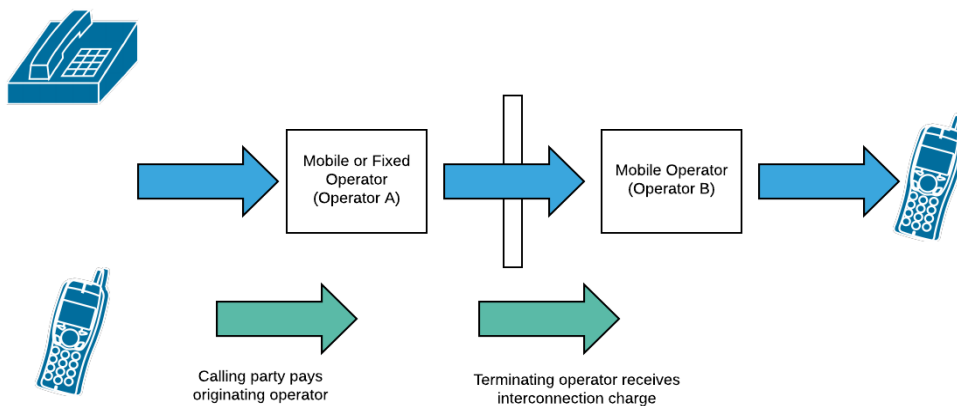 Mobile or Fixed
Operator
(Operator A)
Mobile Operator
(Operator B)
Calling party pays
originating operator
Terminating operator receives
interconnection charge